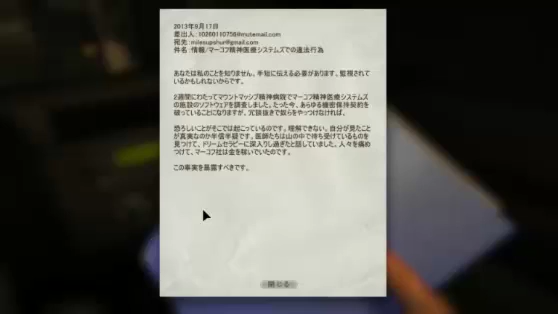 2013年9月17日
差出人:10260110756@mctemail.com
宛先:milesupshur@gmail.com
件名:情報/マーコフ精神医療システムズでの違法行為
あなたは私のことを知りません。手短に伝える必要があります。監視されて
いるかもしれないからです。
2週間にわたってマウントマッシブ精神病院でマーコフ精神医療システムズ
の施設のソフトウェアを調査しました。たった今、あらゆる機密保持契約を
破っていることになりますが、冗談抜きで奴らをやっつけなければ。
恐ろしいことがそこでは起こっているのです。理解できない。自分が見たこと
が真実なのか半信半疑です。医師たちは山の中で待ち受けているものを
見つけて、ドリームセラピーに深入りし過ぎたと話していました。人々を痛め
つけて、マーコフ社は金を稼いでいたのです。
この事実を暴露すべきです。
閉じる